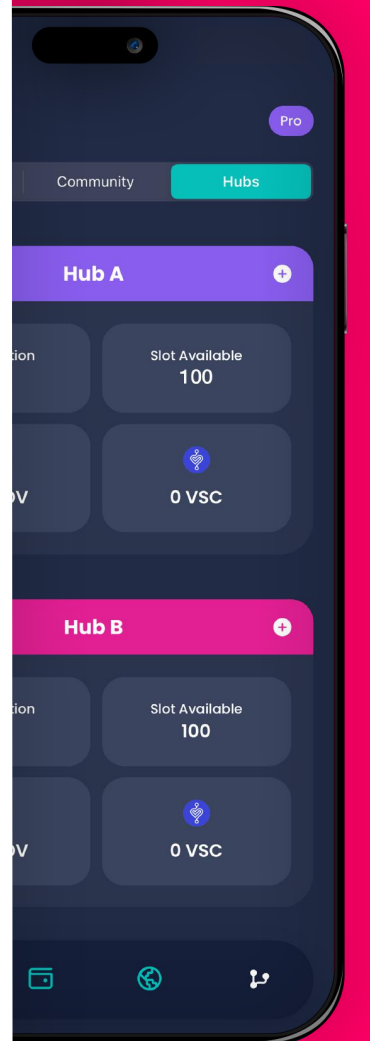 Pro
Community
Hubs
Hub A
Slot Available
100
0 VSC
Hub B
Slot Available
100
0 VSC